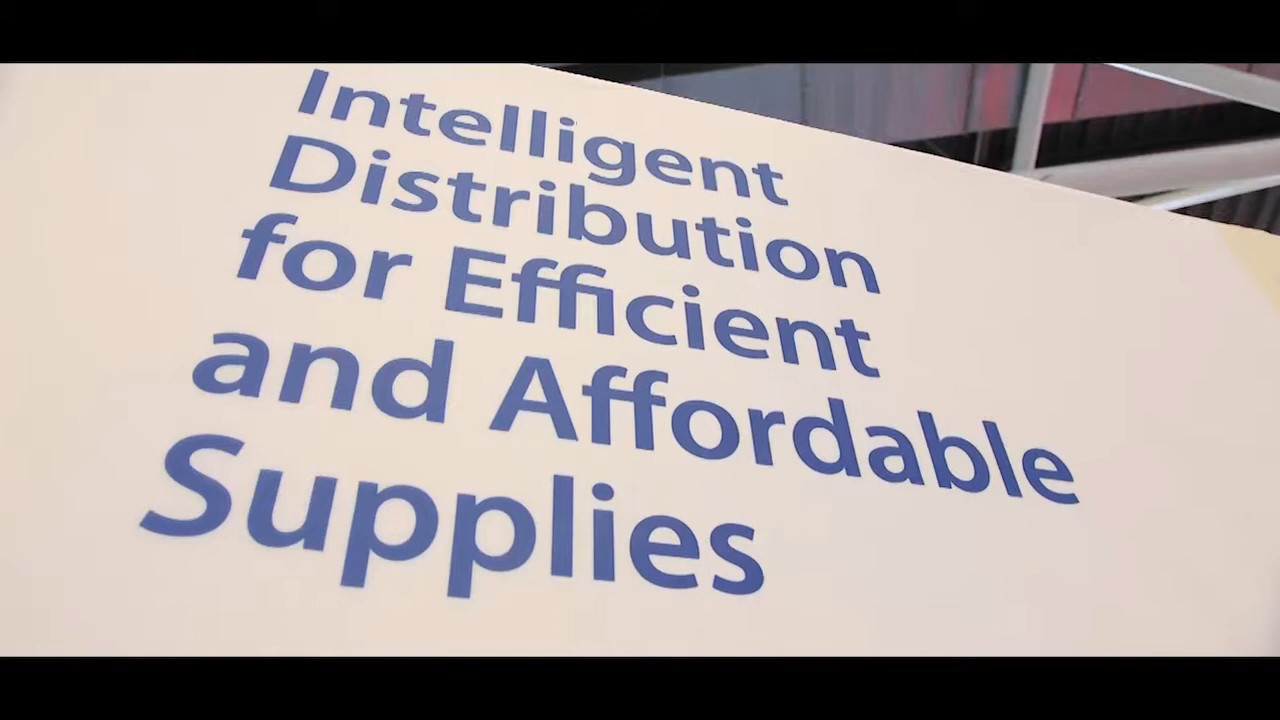 Intelligent
Distribution
for Efficient
and Affordable
Supplies